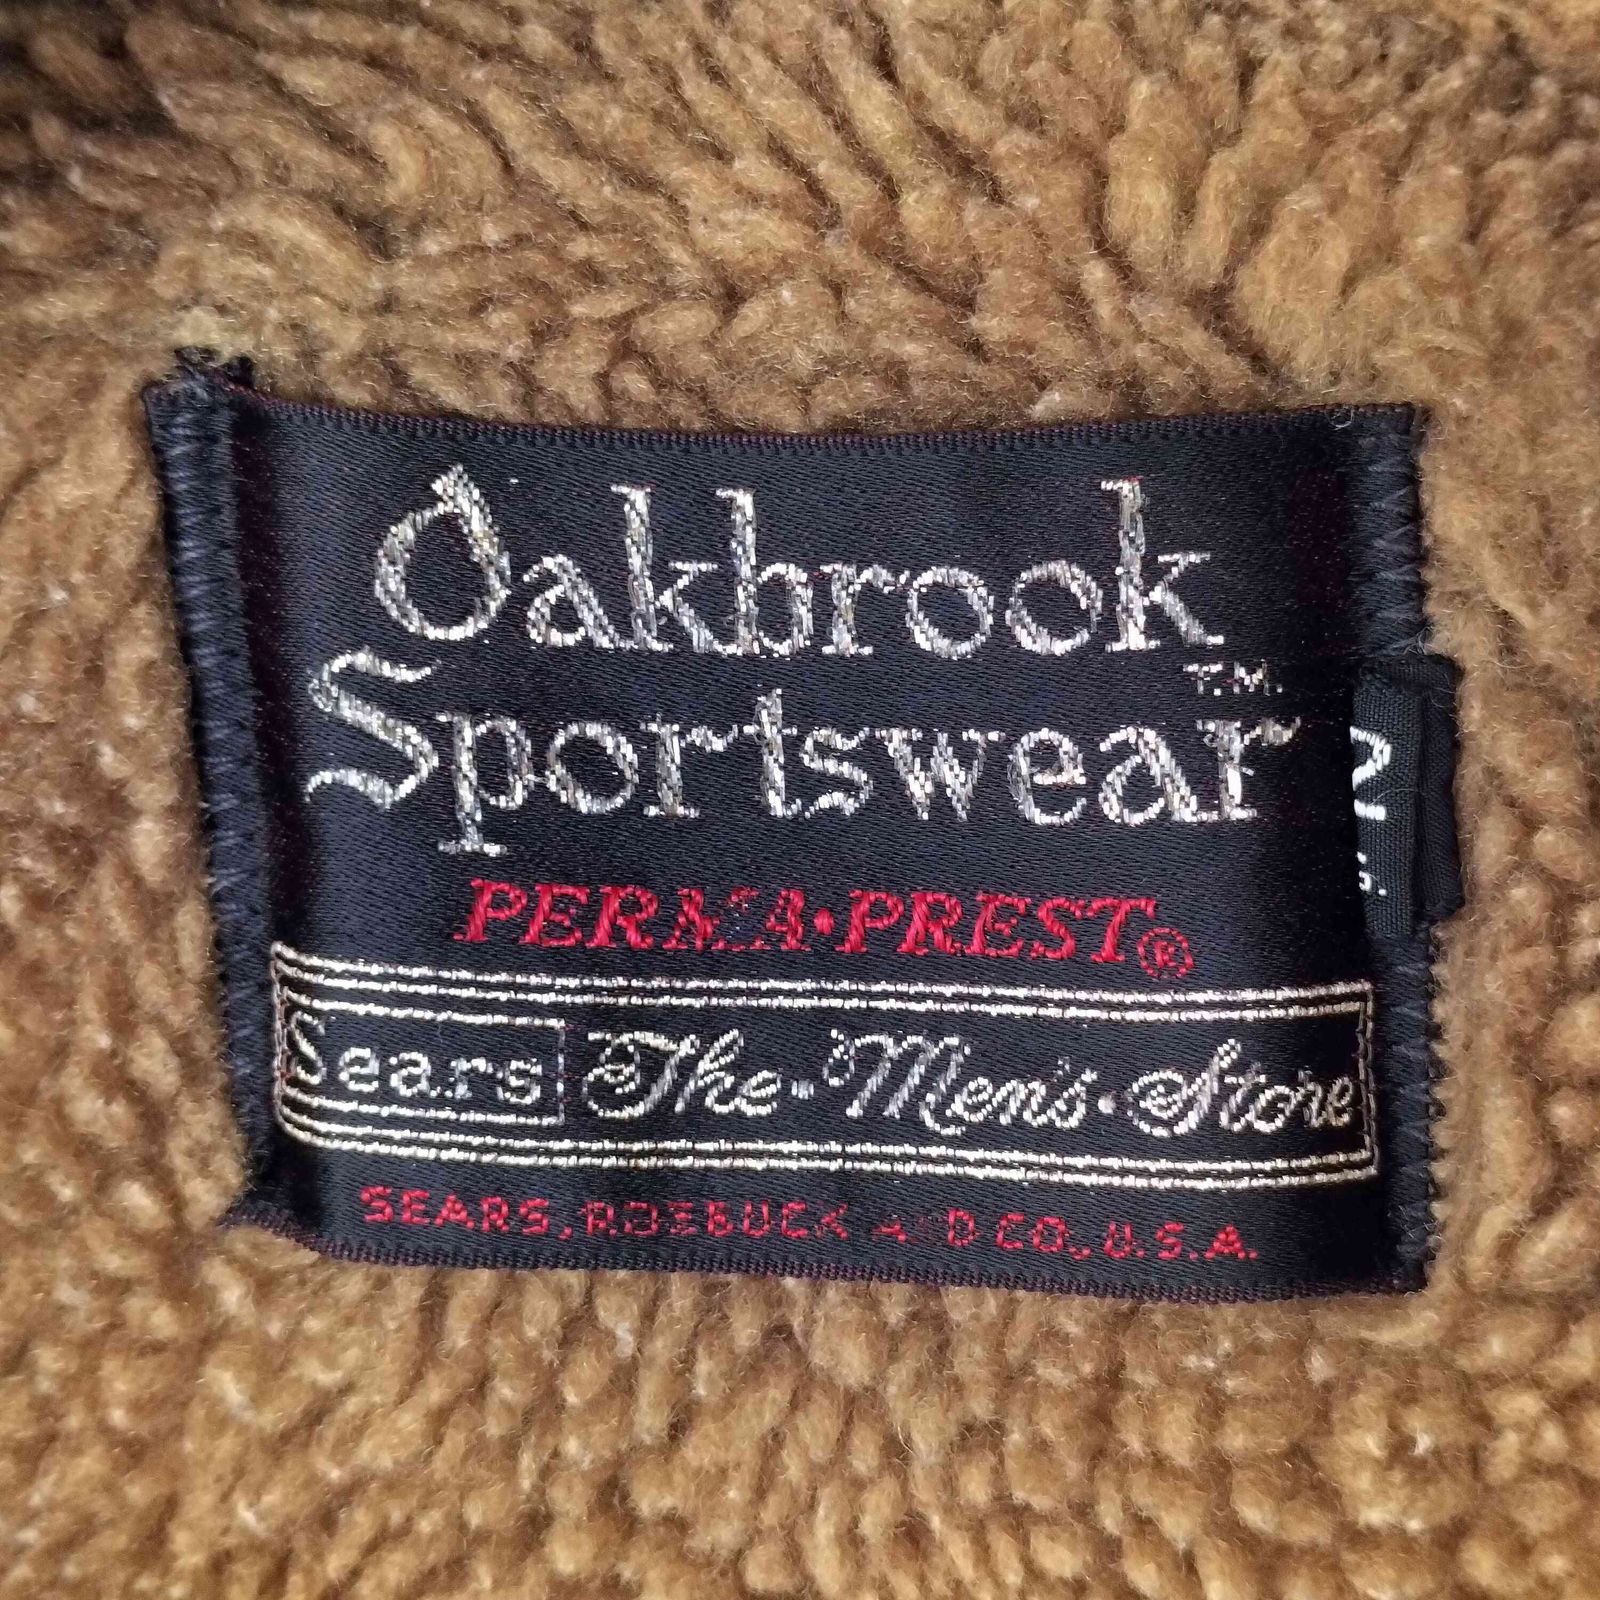 Oakbrook
Sportswear T.M.
PERMA·PREST®
Sears The·Men's·Store
SEARS, ROEBUCK AND CO., U.S.A.